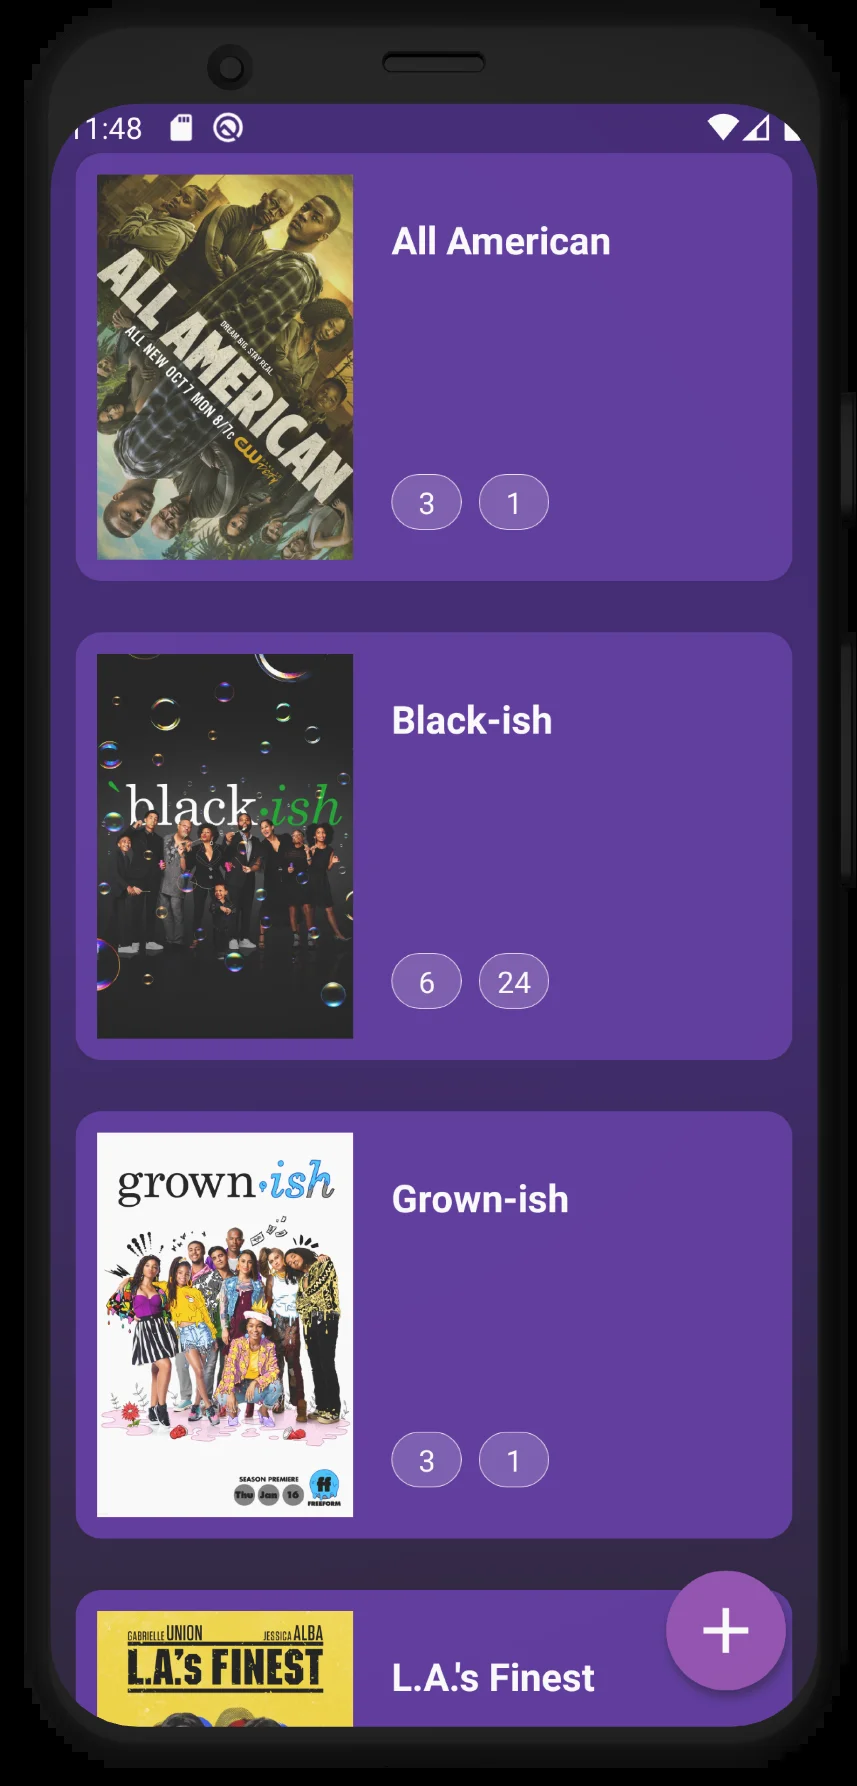 11:48
All American
ALL AMERICAN
DREAM BIG. STAY REAL.
ALL NEW OCT 7 MON 8/7c
CW
3 1
Black-ish
`black·ish
6 24
Grown-ish
grown·ish
SEASON PREMIERE
Thu Jan 16
ff
FREEFORM
3 1
GABRIELLE UNION JESSICA ALBA
L.A.'s FINEST
L.A.'s Finest